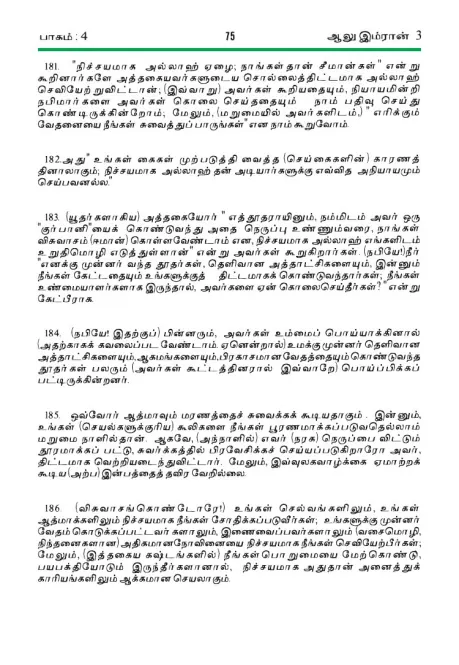 பாகம் : 4 75 ஆலு இம்ரான் 3
181. "நிச்சயமாக அல்லாஹ் ஏழை; நாங்கள்தான் சீமான்கள்" என்று
கூறினார்களே அத்தகையவர்களுடைய சொல்லைத்திட்டமாக அல்லாஹ்
செவியேற்றுவிட்டான்; (இவ்வாறு) அவர்கள் கூறியதையும், நியாயமின்றி
நபிமார்களை அவர்கள் கொலை செய்ததையும் நாம் பதிவு செய்து
கொண்டிருக்கின்றோம்; மேலும், (மறுமையில் அவர்களிடம்,) " எரிக்கும்
வேதனையை நீங்கள் சுவைத்துப்பாருங்கள்" என நாம் கூறுவோம்.
182.அது" உங்கள் கைகள் முற்படுத்தி வைத்த (செய்கைகளின்) காரணத்
தினாலாகும்; நிச்சயமாக அல்லாஹ் தன் அடியார்களுக்கு எவ்வித அநியாயமும்
செய்பவனல்ல."
183. (யூதர்களாகிய) அத்தகையோர் " எத்தூதராயினும், நம்மிடம் அவர் ஒரு
"குர்பானி"யைக் கொண்டுவந்து அதை நெருப்பு உண்ணும்வரை, நாங்கள்
விசுவாசம் (ஈமான்) கொள்ளவேண்டாம் என, நிச்சயமாக அல்லாஹ் எங்களிடம்
உறுதிமொழி எடுத்துள்ளான்" என்று அவர்கள் கூறுகிறார்கள். (நபியே!)நீர்
"எனக்கு முன்னர் வந்த தூதர்கள், தெளிவான அத்தாட்சிகளையும், இன்னும்
நீங்கள் கேட்டதையும் உங்களுக்குத் திட்டமாகக் கொண்டுவந்தார்கள்; நீங்கள்
உண்மையாளர்களாக இருந்தால், அவர்களை ஏன் கொலைசெய்தீர்கள்?" என்று
கேட்பீராக.
184. (நபியே! இதற்குப்) பின்னரும், அவர்கள் உம்மைப் பொய்யாக்கினால்
(அதற்காகக் கவலைப்பட வேண்டாம். ஏனென்றால்) உமக்கு முன்னர் தெளிவான
அத்தாட்சிகளையும்,ஆகமங்களையும்,பிரகாசமான வேதத்தையும் கொண்டுவந்த
தூதர்கள் பலரும் (அவர்கள் கூட்டத்தினரால் இவ்வாறே) பொய்ப்பிக்கப்
பட்டிருக்கின்றனர்.
185. ஒவ்வோர் ஆத்மாவும் மரணத்தைச் சுவைக்கக் கூடியதாகும் . இன்னும்,
உங்கள் (செயல்களுக்குரிய) கூலிகளை நீங்கள் பூரணமாக்கப்படுவதெல்லாம்
மறுமை நாளில்தான். ஆகவே, (அந்நாளில்) எவர் (நரக) நெருப்பை விட்டும்
தூரமாக்கப் பட்டு, சுவர்க்கத்தில் பிரவேசிக்கச் செய்யப்படுகிறாரோ அவர்,
திட்டமாக வெற்றியடைந்துவிட்டார். மேலும், இவ்வுலகவாழ்க்கை ஏமாற்றக்
கூடிய (அற்ப) இன்பத்தைத் தவிர வேறில்லை.
186. (விசுவாசங்கொண்டோரே!) உங்கள் செல்வங்களிலும், உங்கள்
ஆத்மாக்களிலும் நிச்சயமாக நீங்கள் சோதிக்கப்படுவீர்கள்; உங்களுக்கு முன்னர்
வேதம் கொடுக்கப்பட்டவர்களாலும், இணைவைப்பவர்களாலும் (வசைமொழி,
நிந்தனைகளான) அதிகமானநோவினையை நிச்சயமாக நீங்கள் செவியேற்பீர்கள்;
மேலும், (இத்தகைய கஷ்டங்களில்) நீங்கள்பொறுமையை மேற்கொண்டு,
பயபக்தியோடும் இருந்தீர்களானால், நிச்சயமாக அதுதான் அனைத்துக்
காரியங்களிலும் ஆக்கமான செயலாகும்.